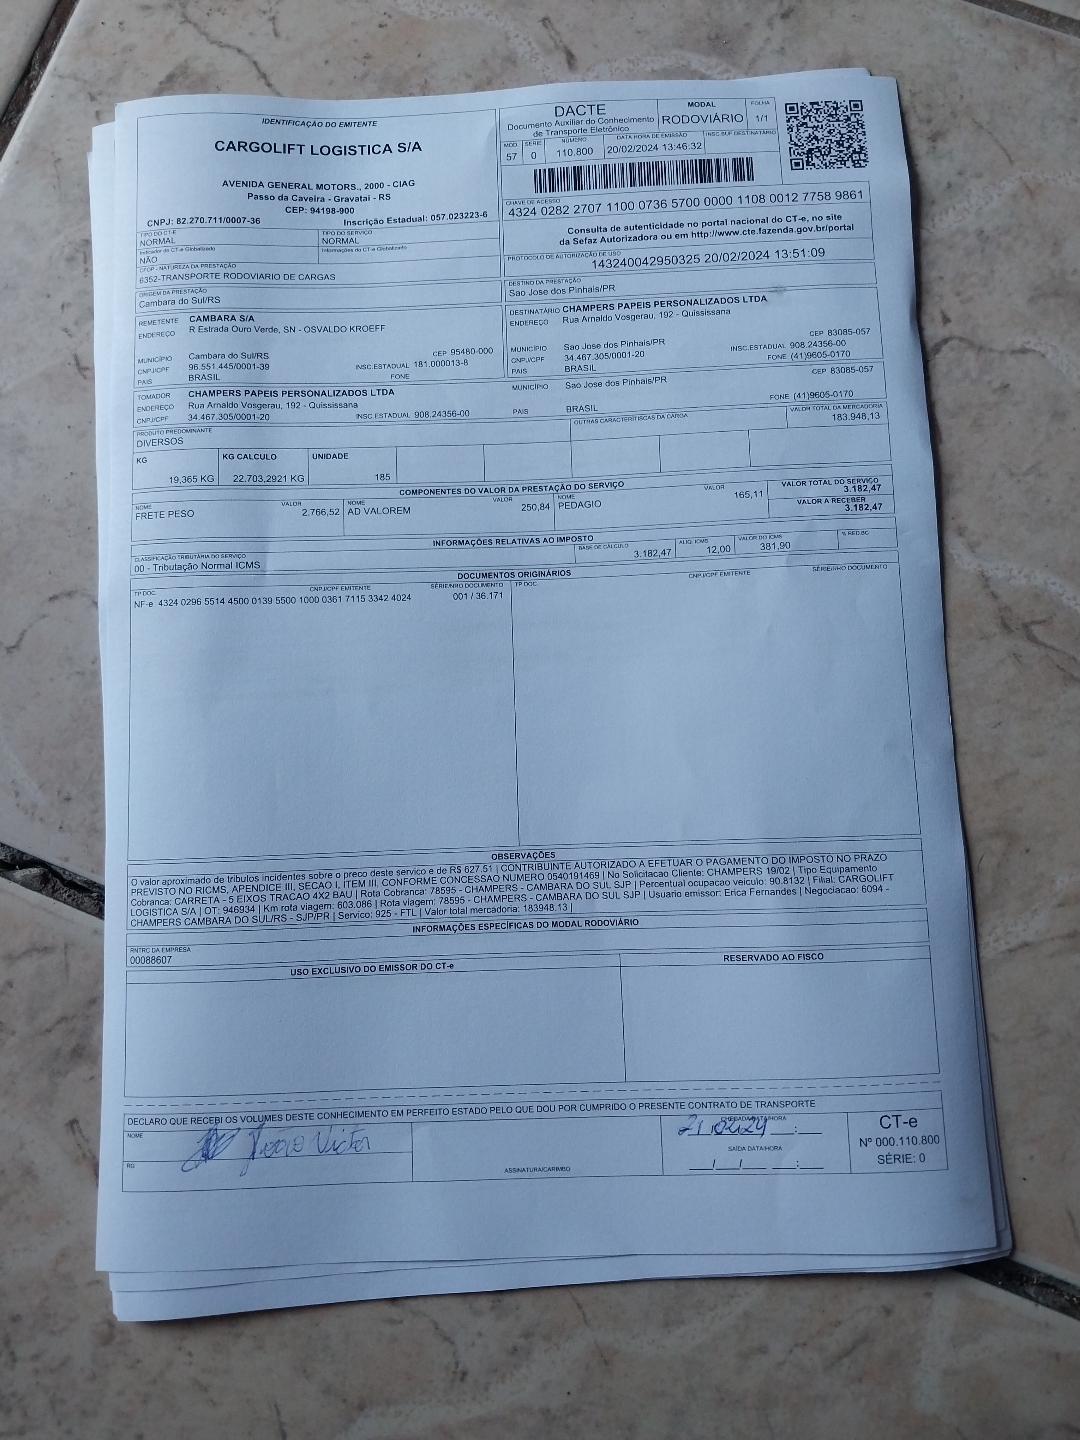 IDENTIFICAÇÃO DO EMITENTE
CARGOLIFT LOGISTICA S/A
AVENIDA GENERAL MOTORS., 2000 - CIAG
Passo da Caveira - Gravatai - RS
CEP: 94198-900
CNPJ: 82.270.711/0007-36 Inscrição Estadual: 057.023223-6
DACTE
Documento Auxiliar do Conhecimento
de Transporte Eletrônico
MODAL
RODOVIÁRIO
FOLHA
1/1
MOD. SÉRIE NÚMERO DATA HORA DE EMISSÃO INSC.SUF DESTINATÁRIO
57 0 110.800 20/02/2024 13:46:32
CHAVE DE ACESSO
4324 0282 2707 1100 0736 5700 0000 1108 0012 7758 9861
Consulta de autenticidade no portal nacional do CT-e, no site
da Sefaz Autorizadora ou em http://www.cte.fazenda.gov.br/portal
PROTOCOLO DE AUTORIZAÇÃO DE USO
143240042950325 20/02/2024 13:51:09
TIPO DO CT-E TIPO DO SERVIÇO
NORMAL NORMAL
Indicador do CT-e Globalizado Informações do CT-e Globalizado
NÃO
CFOP - NATUREZA DA PRESTAÇÃO
6352-TRANSPORTE RODOVIARIO DE CARGAS
ORIGEM DA PRESTAÇÃO
Cambara do Sul/RS
DESTINO DA PRESTAÇÃO
Sao Jose dos Pinhais/PR
REMETENTE CAMBARA S/A
ENDEREÇO R Estrada Ouro Verde, SN - OSVALDO KROEFF
CEP 95480-000
MUNICÍPIO Cambara do Sul/RS
CNPJ/CPF 96.551.445/0001-39 INSC.ESTADUAL 181.000013-8
PAIS BRASIL FONE
DESTINATÁRIO CHAMPERS PAPEIS PERSONALIZADOS LTDA
ENDEREÇO Rua Arnaldo Vosgerau, 192 - Quississana
CEP 83085-057
MUNICÍPIO Sao Jose dos Pinhais/PR
CNPJ/CPF 34.467.305/0001-20 INSC.ESTADUAL 908.24356-00
PAIS BRASIL FONE (41)9605-0170
TOMADOR CHAMPERS PAPEIS PERSONALIZADOS LTDA MUNICÍPIO Sao Jose dos Pinhais/PR CEP 83085-057
ENDEREÇO Rua Arnaldo Vosgerau, 192 - Quississana
CNPJ/CPF 34.467.305/0001-20 INSC.ESTADUAL 908.24356-00 PAIS BRASIL FONE (41)9605-0170
PRODUTO PREDOMINANTE OUTRAS CARACTERÍTISCAS DA CARGA VALOR TOTAL DA MERCADORIA
DIVERSOS 183.948,13
KG KG CALCULO UNIDADE
19,365 KG 22.703,2921 KG 185
COMPONENTES DO VALOR DA PRESTAÇÃO DO SERVIÇO
NOME VALOR NOME VALOR NOME VALOR
FRETE PESO 2.766,52 AD VALOREM 250,84 PEDAGIO 165,11
VALOR TOTAL DO SERVIÇO
3.182,47
VALOR A RECEBER
3.182,47
INFORMAÇÕES RELATIVAS AO IMPOSTO
CLASSIFICAÇÃO TRIBUTÁRIA DO SERVIÇO BASE DE CÁLCULO ALIQ. ICMS VALOR DO ICMS % RED.BC
00 - Tributação Normal ICMS 3.182,47 12,00 381,90
DOCUMENTOS ORIGINÁRIOS
TP DOC. CNPJ/CPF EMITENTE SÉRIE/NRO DOCUMENTO TP DOC. CNPJ/CPF EMITENTE SÉRIE/NRO DOCUMENTO
NF-e 4324 0296 5514 4500 0139 5500 1000 0361 7115 3342 4024 001 / 36.171
OBSERVAÇÕES
O valor aproximado de tributos incidentes sobre o preco deste servico e de R$ 627.51 | CONTRIBUINTE AUTORIZADO A EFETUAR O PAGAMENTO DO IMPOSTO NO PRAZO
PREVISTO NO RICMS, APENDICE III, SECAO I, ITEM III, CONFORME CONCESSAO NUMERO 0540191469 | No Solicitacao Cliente: CHAMPERS 19/02 | Tipo Equipamento
Cobranca: CARRETA - 5 EIXOS TRACAO 4X2 BAU | Rota Cobranca: 78595 - CHAMPERS - CAMBARA DO SUL SJP | Percentual ocupacao veiculo: 90.8132 | Filial: CARGOLIFT
LOGISTICA S/A | OT: 946934 | Km rota viagem: 603.086 | Rota viagem: 78595 - CHAMPERS - CAMBARA DO SUL SJP | Usuario emissor: Erica Fernandes | Negociacao: 6094 -
CHAMPERS CAMBARA DO SUL/RS - SJP/PR | Servico: 925 - FTL | Valor total mercadoria: 183948.13 |
INFORMAÇÕES ESPECÍFICAS DO MODAL RODOVIÁRIO
RNTRC DA EMPRESA
00088607
USO EXCLUSIVO DO EMISSOR DO CT-e RESERVADO AO FISCO
DECLARO QUE RECEBI OS VOLUMES DESTE CONHECIMENTO EM PERFEITO ESTADO PELO QUE DOU POR CUMPRIDO O PRESENTE CONTRATO DE TRANSPORTE
NOME
João Victor
RG
ASSINATURA/CARIMBO
CHEGADA DATA/HORA
21/02/24
SAÍDA DATA/HORA
CT-e
Nº 000.110.800
SÉRIE: 0